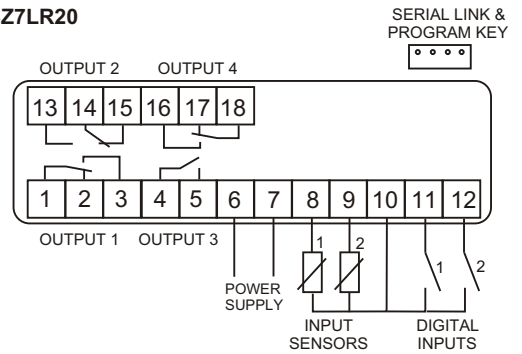 Z7LR20
SERIAL LINK &
PROGRAM KEY
OUTPUT 2
OUTPUT 4
13 14 15 16 17 18
1 2 3 4 5 6 7 8 9 10 11 12
OUTPUT 1
OUTPUT 3
1
2
1
2
POWER
SUPPLY
INPUT
SENSORS
DIGITAL
INPUTS